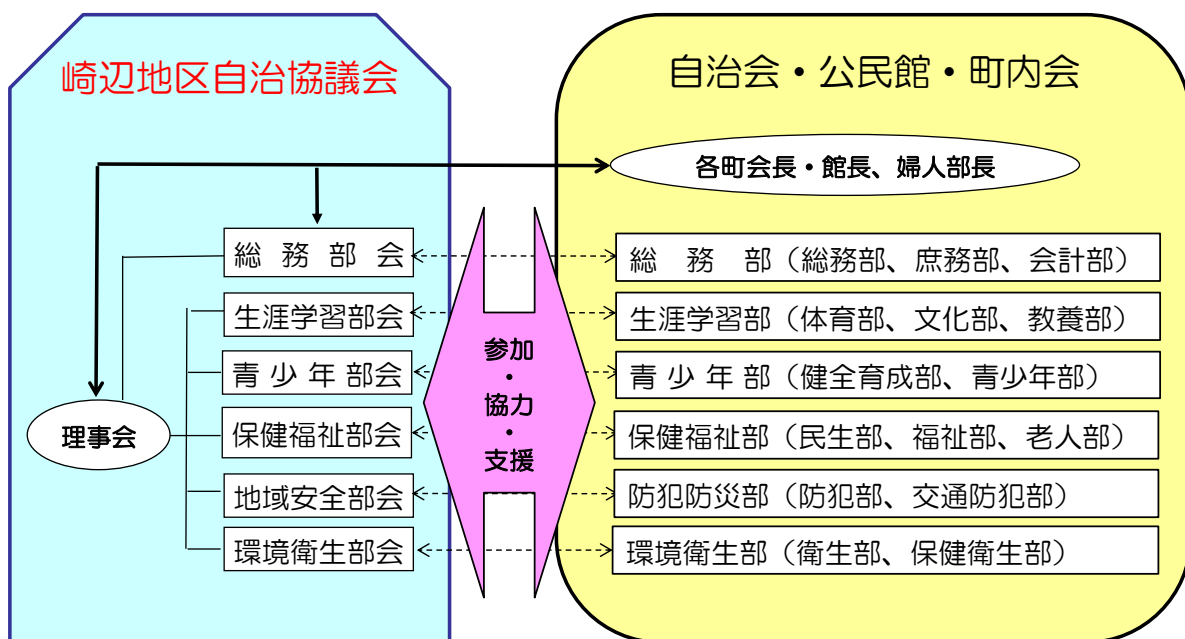 崎辺地区自治協議会
自治会・公民館・町内会
各町会長・館長、婦人部長
総務部会
総務部（総務部、庶務部、会計部）
生涯学習部会
生涯学習部（体育部、文化部、教養部）
青少年部会
青少年部（健全育成部、青少年部）
理事会
保健福祉部会
保健福祉部（民生部、福祉部、老人部）
地域安全部会
防犯防災部（防犯部、交通防犯部）
環境衛生部会
環境衛生部（衛生部、保健衛生部）
参加
・
協力
・
支援